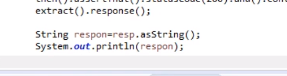 extract().response();
String respon=resp.asString();
System.out.println(respon);